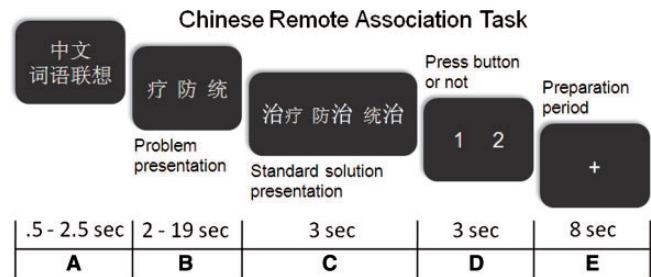 Chinese Remote Association Task
中文
词语联想
疗 防 统
Problem
presentation
治疗 防治 统治
Standard solution
presentation
Press button
or not
1 2
Preparation
period
+
.5 - 2.5 sec 2 - 19 sec 3 sec 3 sec 8 sec
A B C D E